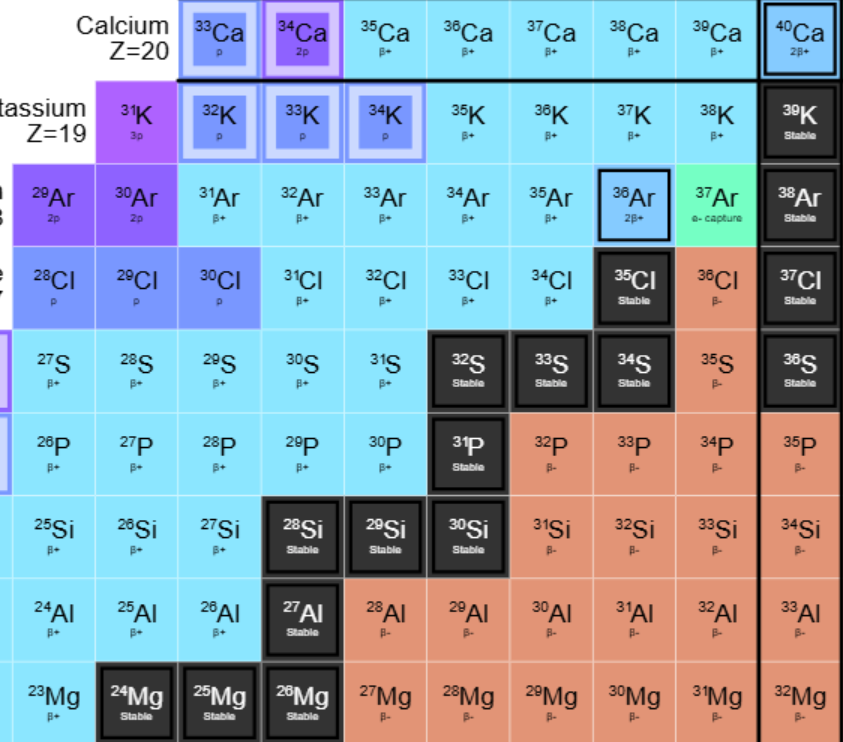 Calcium ³³Ca ³⁴Ca ³⁵Ca ³⁶Ca ³⁷Ca ³⁸Ca ³⁹Ca ⁴⁰Ca
Z=20 p 2p β+ β+ β+ β+ β+ 2β+
tassium ³¹K ³²K ³³K ³⁴K ³⁵K ³⁶K ³⁷K ³⁸K ³⁹K
Z=19 3p p p p β+ β+ β+ β+ Stable
²⁹Ar ³⁰Ar ³¹Ar ³²Ar ³³Ar ³⁴Ar ³⁵Ar ³⁶Ar ³⁷Ar ³⁸Ar
2p 2p β+ β+ β+ β+ β+ 2β+ e- capture Stable
²⁸Cl ²⁹Cl ³⁰Cl ³¹Cl ³²Cl ³³Cl ³⁴Cl ³⁵Cl ³⁶Cl ³⁷Cl
p p p β+ β+ β+ β+ Stable β- Stable
²⁷S ²⁸S ²⁹S ³⁰S ³¹S ³²S ³³S ³⁴S ³⁵S ³⁶S
β+ β+ β+ β+ β+ Stable Stable Stable β- Stable
²⁶P ²⁷P ²⁸P ²⁹P ³⁰P ³¹P ³²P ³³P ³⁴P ³⁵P
β+ β+ β+ β+ β+ Stable β- β- β- β-
²⁵Si ²⁶Si ²⁷Si ²⁸Si ²⁹Si ³⁰Si ³¹Si ³²Si ³³Si ³⁴Si
β+ β+ β+ Stable Stable Stable β- β- β- β-
²⁴Al ²⁵Al ²⁶Al ²⁷Al ²⁸Al ²⁹Al ³⁰Al ³¹Al ³²Al ³³Al
β+ β+ β+ Stable β- β- β- β- β- β-
²³Mg ²⁴Mg ²⁵Mg ²⁶Mg ²⁷Mg ²⁸Mg ²⁹Mg ³⁰Mg ³¹Mg ³²Mg
β+ Stable Stable Stable β- β- β- β- β- β-